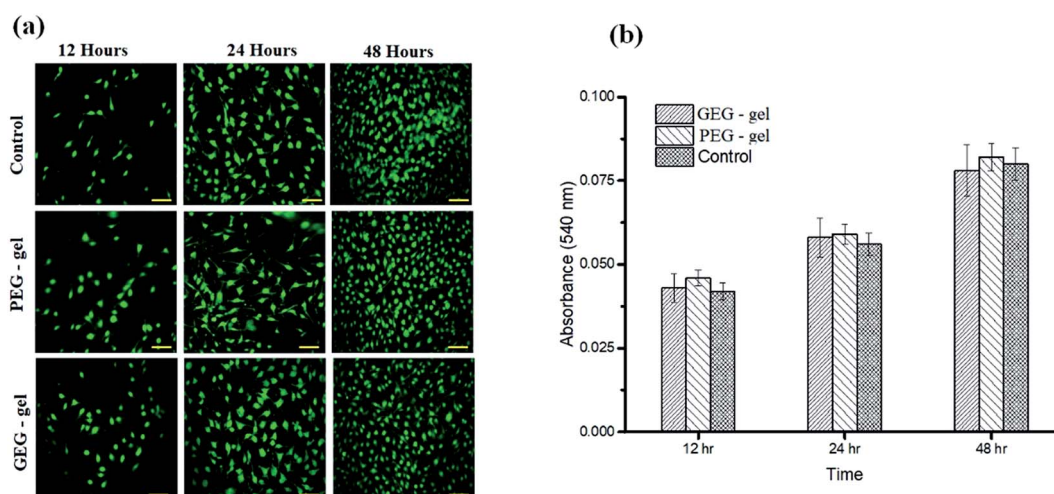 (a)
12 Hours 24 Hours 48 Hours
Control
PEG - gel
GEG - gel
(b)
0.100
0.075
0.050
0.025
0.000
Absorbance (540 nm)
GEG - gel
PEG - gel
Control
12 hr 24 hr 48 hr
Time